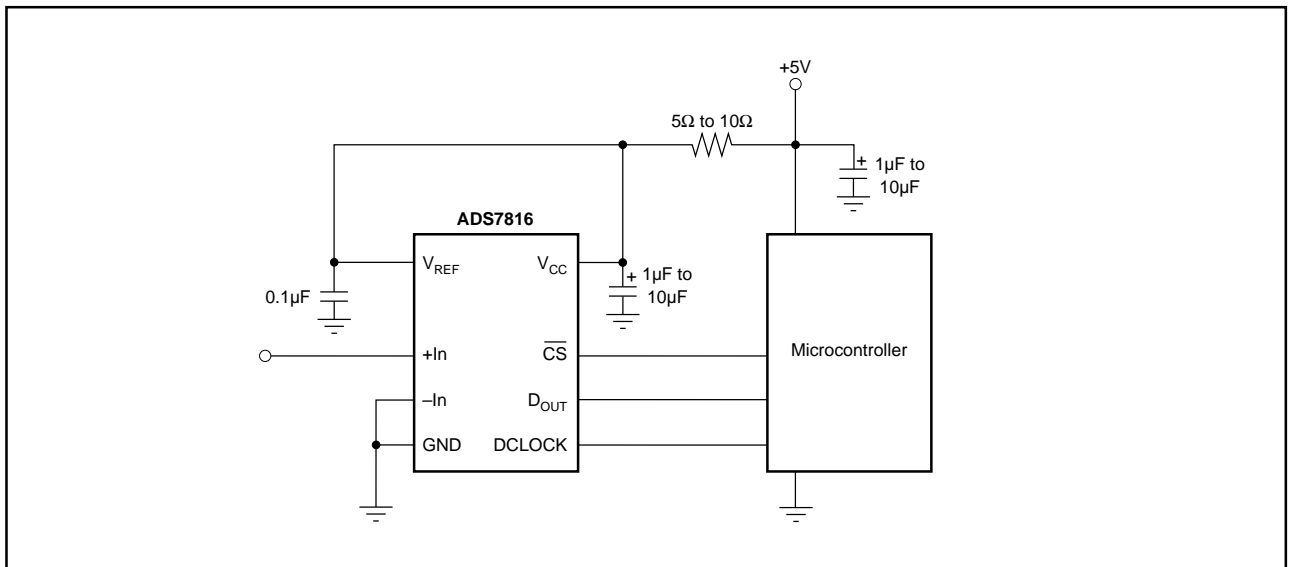 +5V
5Ω to 10Ω
+ 1µF to
10µF
ADS7816
VREF
VCC
+ 1µF to
10µF
0.1µF
Microcontroller
+In
CS
–In
DOUT
GND
DCLOCK